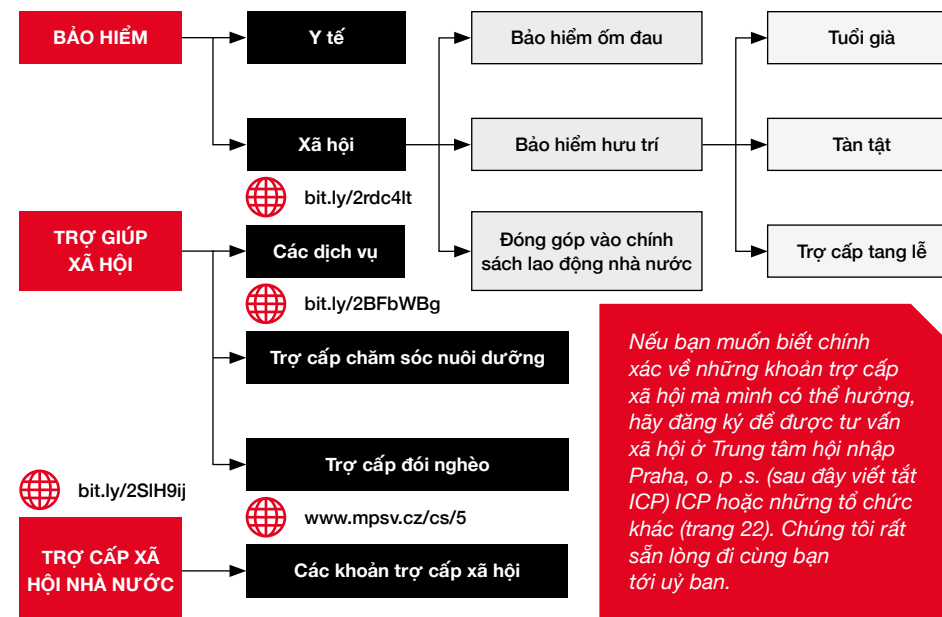 BẢO HIỂM
Y tế
Bảo hiểm ốm đau
Tuổi già
Xã hội
Bảo hiểm hưu trí
Tàn tật
bit.ly/2rdc4lt
TRỢ GIÚP
XÃ HỘI
Các dịch vụ
Đóng góp vào chính
sách lao động nhà nước
Trợ cấp tang lễ
bit.ly/2BFbWBg
Trợ cấp chăm sóc nuôi dưỡng
Trợ cấp đói nghèo
bit.ly/2SlH9ij
www.mpsv.cz/cs/5
TRỢ CẤP XÃ
HỘI NHÀ NƯỚC
Các khoản trợ cấp xã hội
Nếu bạn muốn biết chính
xác về những khoản trợ cấp
xã hội mà mình có thể hưởng,
hãy đăng ký để được tư vấn
xã hội ở Trung tâm hội nhập
Praha, o. p .s. (sau đây viết tắt
ICP) ICP hoặc những tổ chức
khác (trang 22). Chúng tôi rất
sẵn lòng đi cùng bạn
tới uỷ ban.